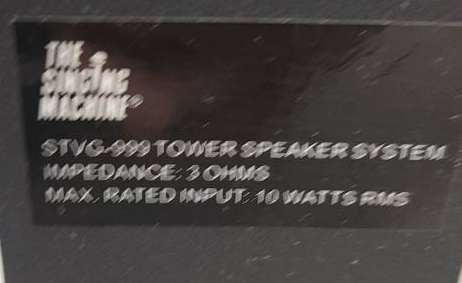 THE
SINGING
MACHINE®
STVG-999 TOWER SPEAKER SYSTEM
IMPEDANCE: 3 OHMS
MAX. RATED INPUT: 10 WATTS RMS